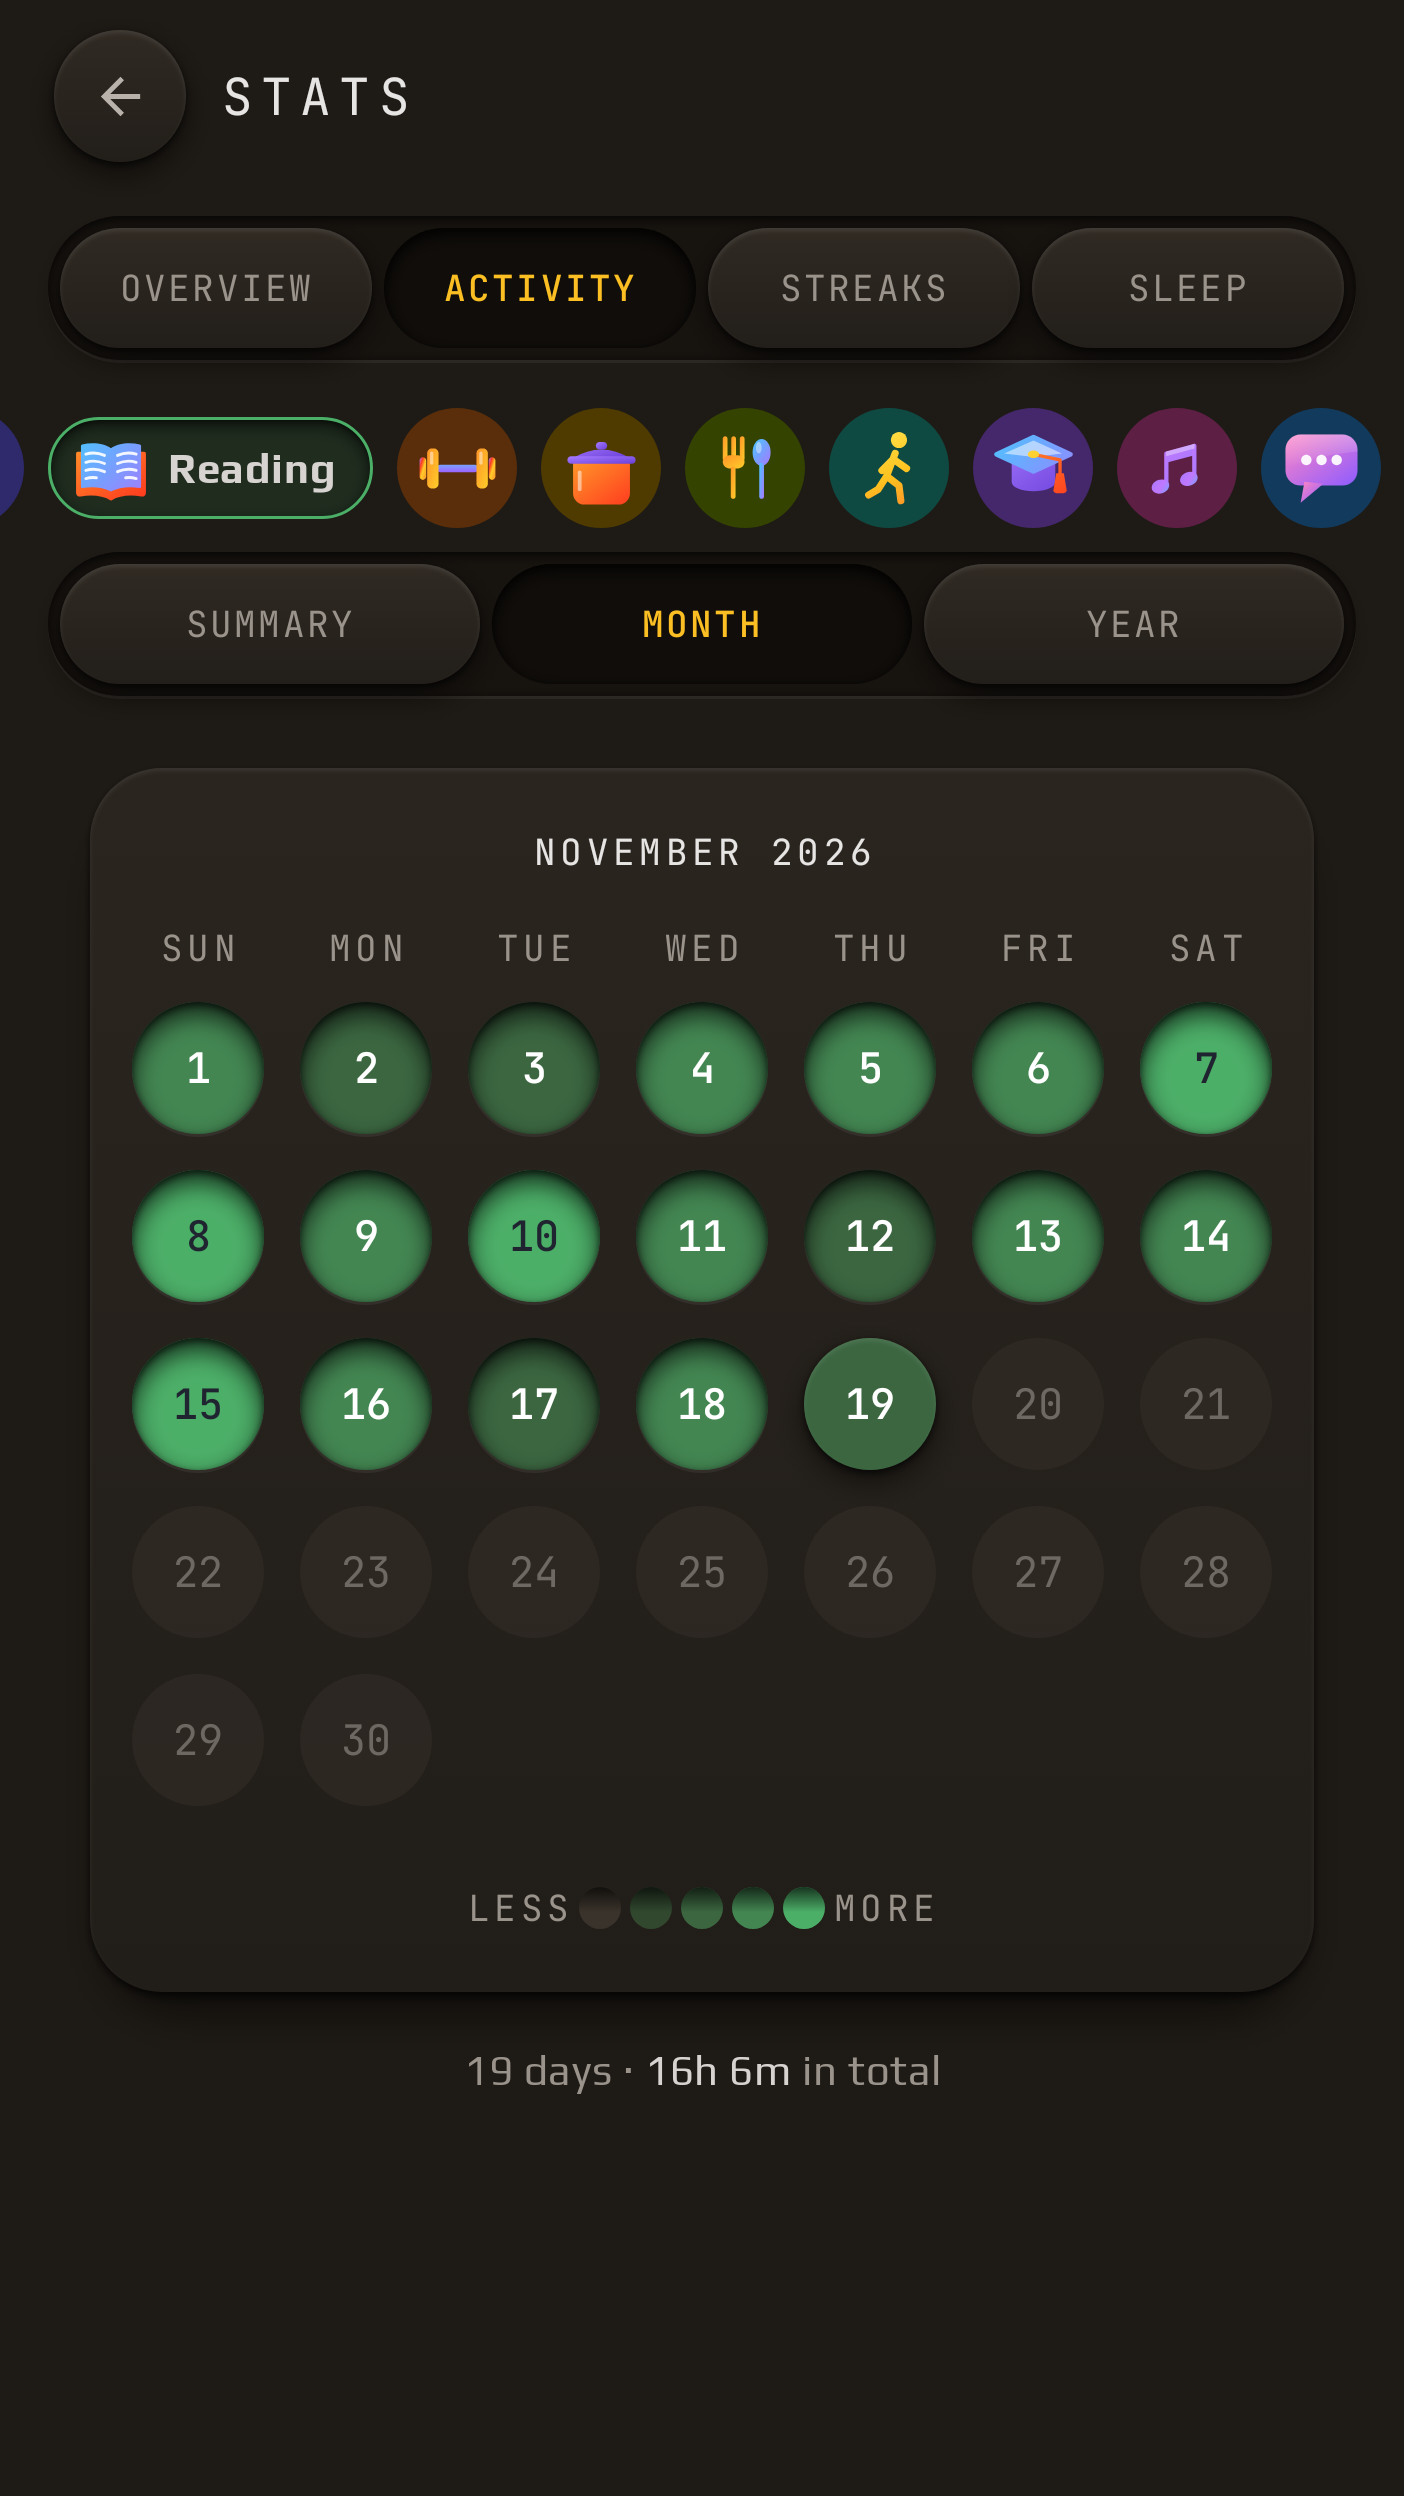 STATS
OVERVIEW ACTIVITY STREAKS SLEEP
Reading
SUMMARY MONTH YEAR
NOVEMBER 2026
SUN MON TUE WED THU FRI SAT
1 2 3 4 5 6 7
8 9 10 11 12 13 14
15 16 17 18 19 20 21
22 23 24 25 26 27 28
29 30
LESS MORE
19 days · 16h 6m in total